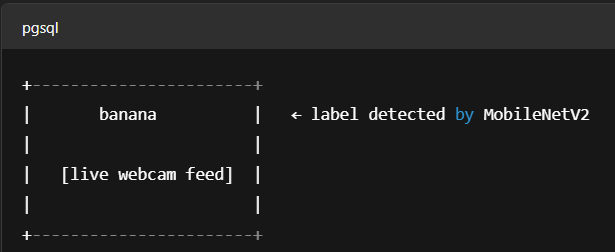 pgsql
+-----------------------+
|       banana          |   ← label detected by MobileNetV2
|                       |
|   [live webcam feed]  |
|                       |
+-----------------------+